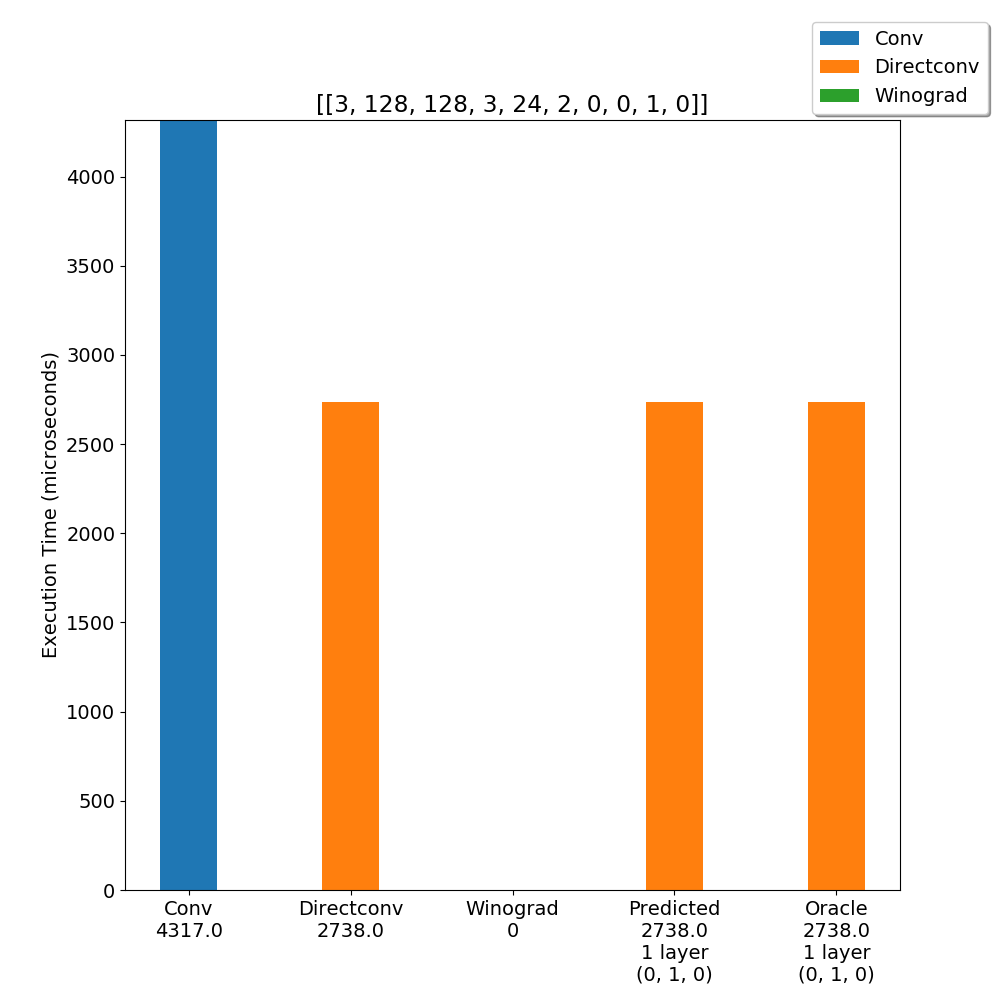 Conv
Directconv
Winograd
[[3, 128, 128, 3, 24, 2, 0, 0, 1, 0]]
Execution Time (microseconds)
4000
3500
3000
2500
2000
1500
1000
500
0
Conv
4317.0
Directconv
2738.0
Winograd
0
Predicted
2738.0
1 layer
(0, 1, 0)
Oracle
2738.0
1 layer
(0, 1, 0)